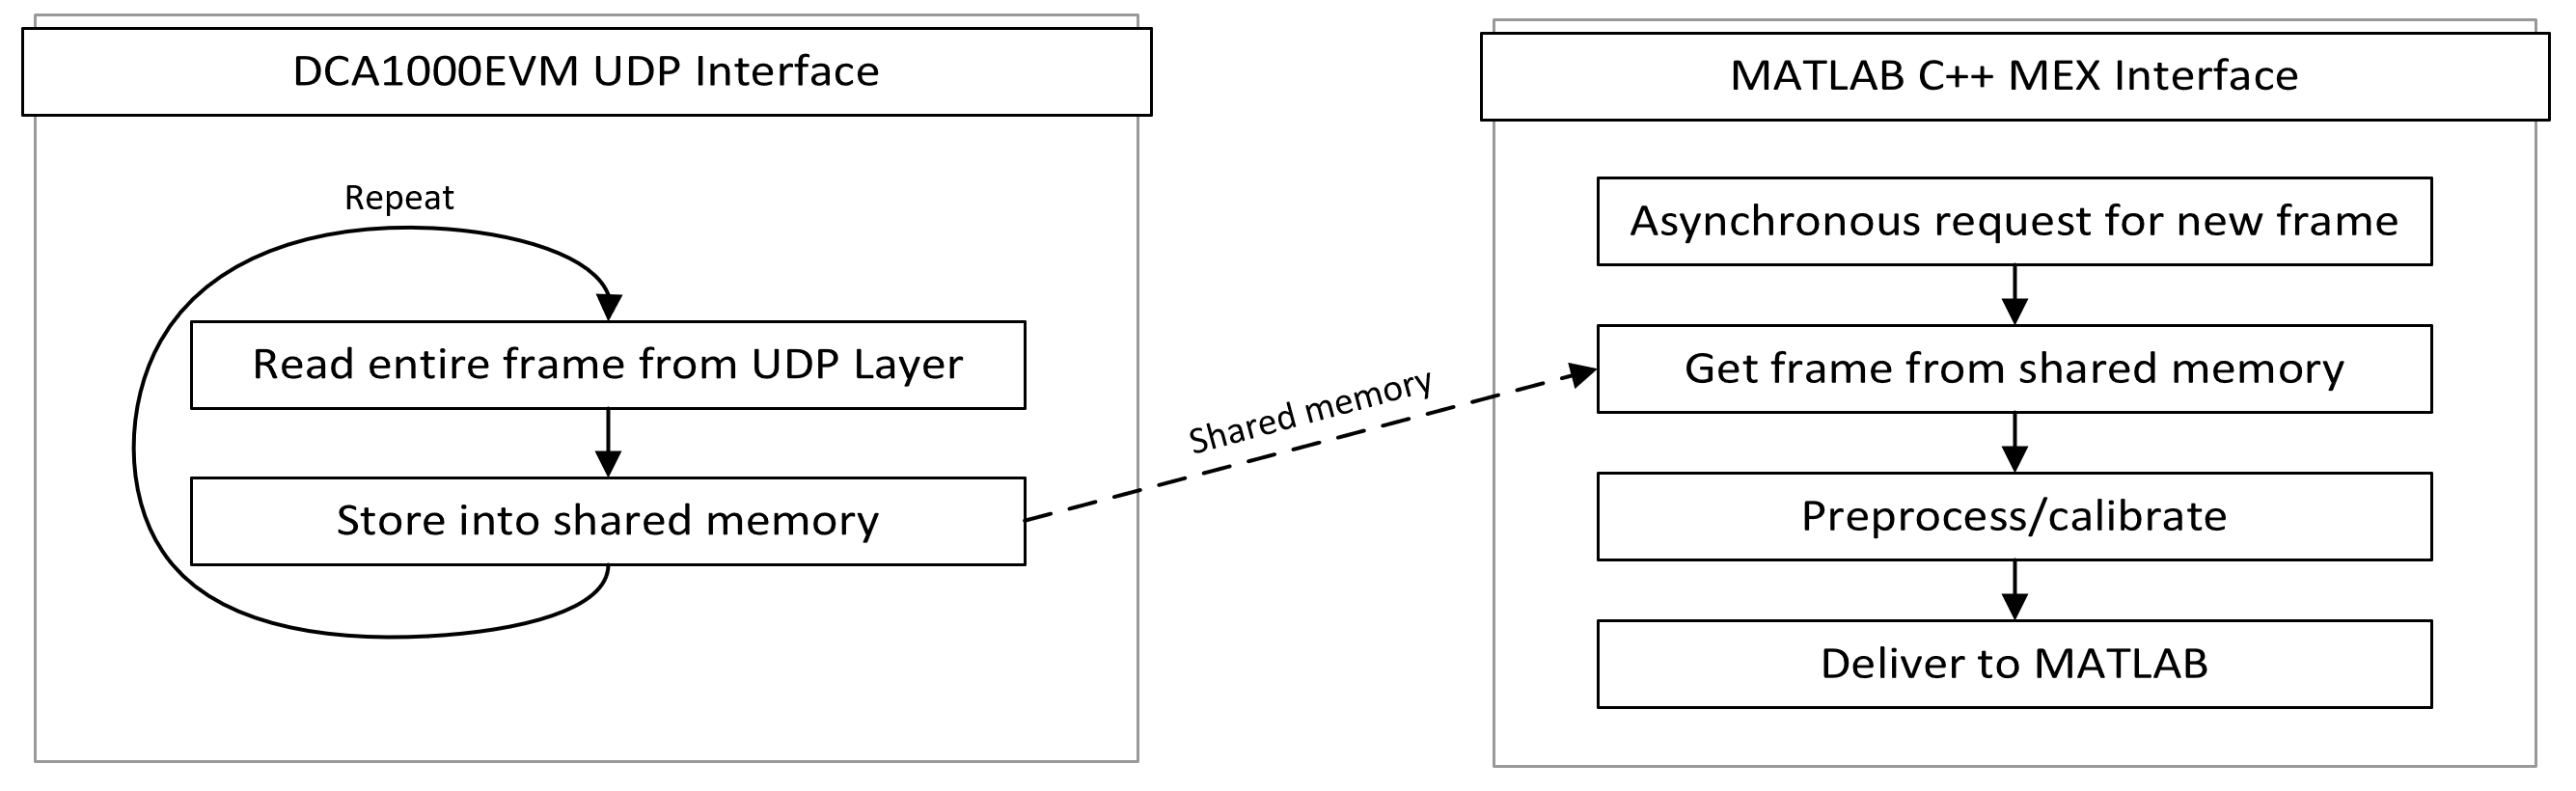 DCA1000EVM UDP Interface
Repeat
Read entire frame from UDP Layer
Store into shared memory
Shared memory
MATLAB C++ MEX Interface
Asynchronous request for new frame
Get frame from shared memory
Preprocess/calibrate
Deliver to MATLAB